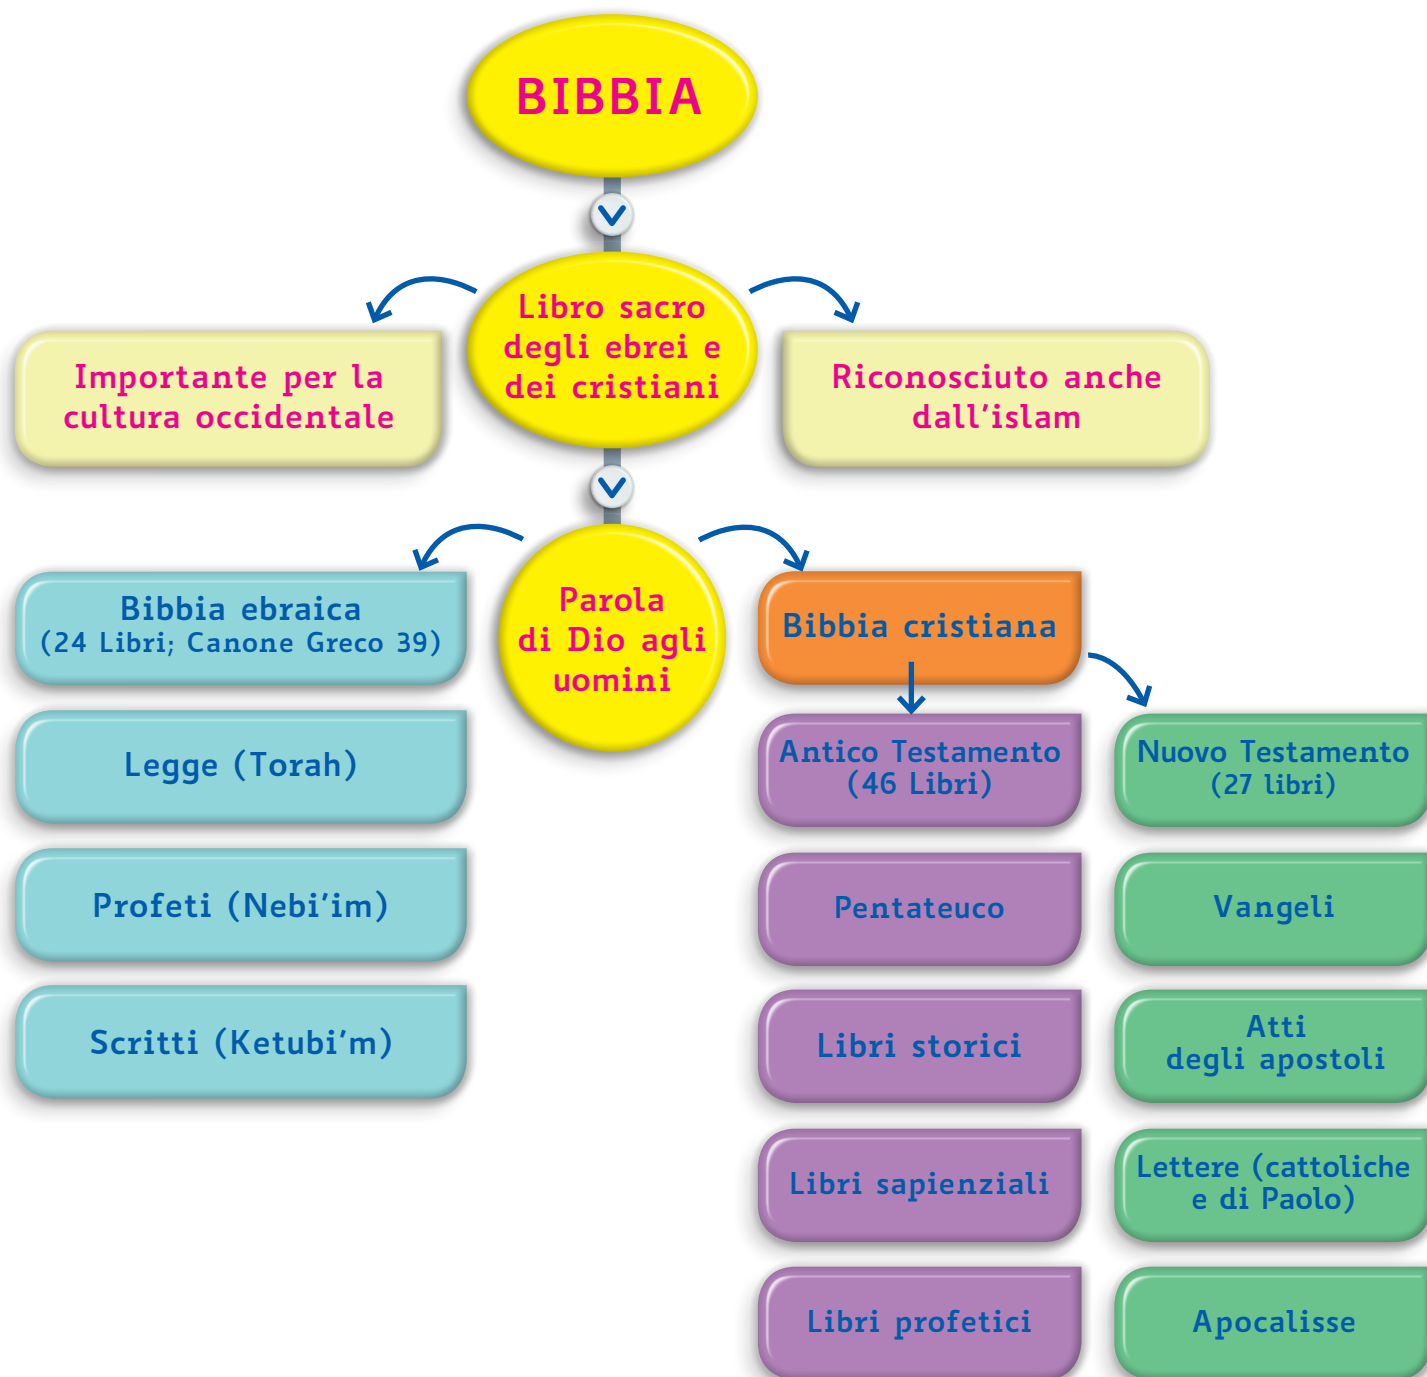 BIBBIA
Libro sacro
degli ebrei e
dei cristiani
Importante per la
cultura occidentale
Riconosciuto anche
dall'islam
Parola
di Dio agli
uomini
Bibbia ebraica
(24 Libri; Canone Greco 39)
Legge (Torah)
Profeti (Nebi'im)
Scritti (Ketubi'm)
Bibbia cristiana
Antico Testamento
(46 Libri)
Pentateuco
Libri storici
Libri sapienziali
Libri profetici
Nuovo Testamento
(27 libri)
Vangeli
Atti
degli apostoli
Lettere (cattoliche
e di Paolo)
Apocalisse